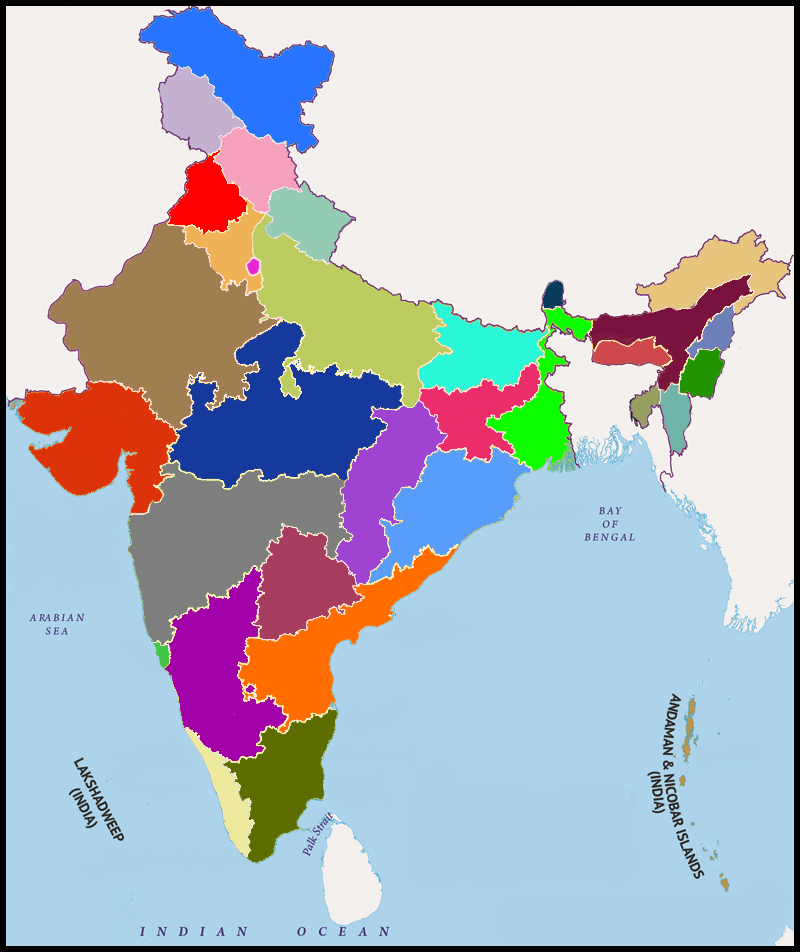 BAY
OF
BENGAL
ARABIAN
SEA
ANDAMAN & NICOBAR ISLANDS
(INDIA)
LAKSHADWEEP
(INDIA)
Palk Strait
INDIAN OCEAN